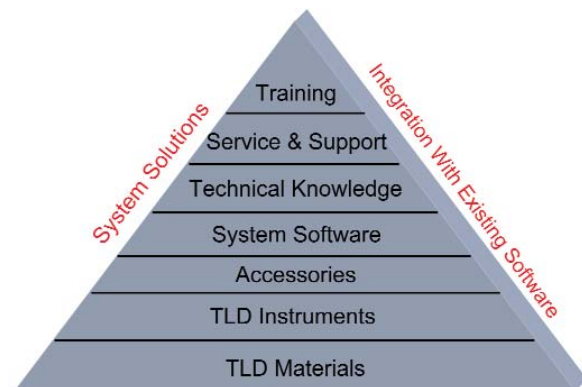 Training
Service & Support
Technical Knowledge
System Software
Accessories
TLD Instruments
TLD Materials
System Solutions
Integration With Existing Software